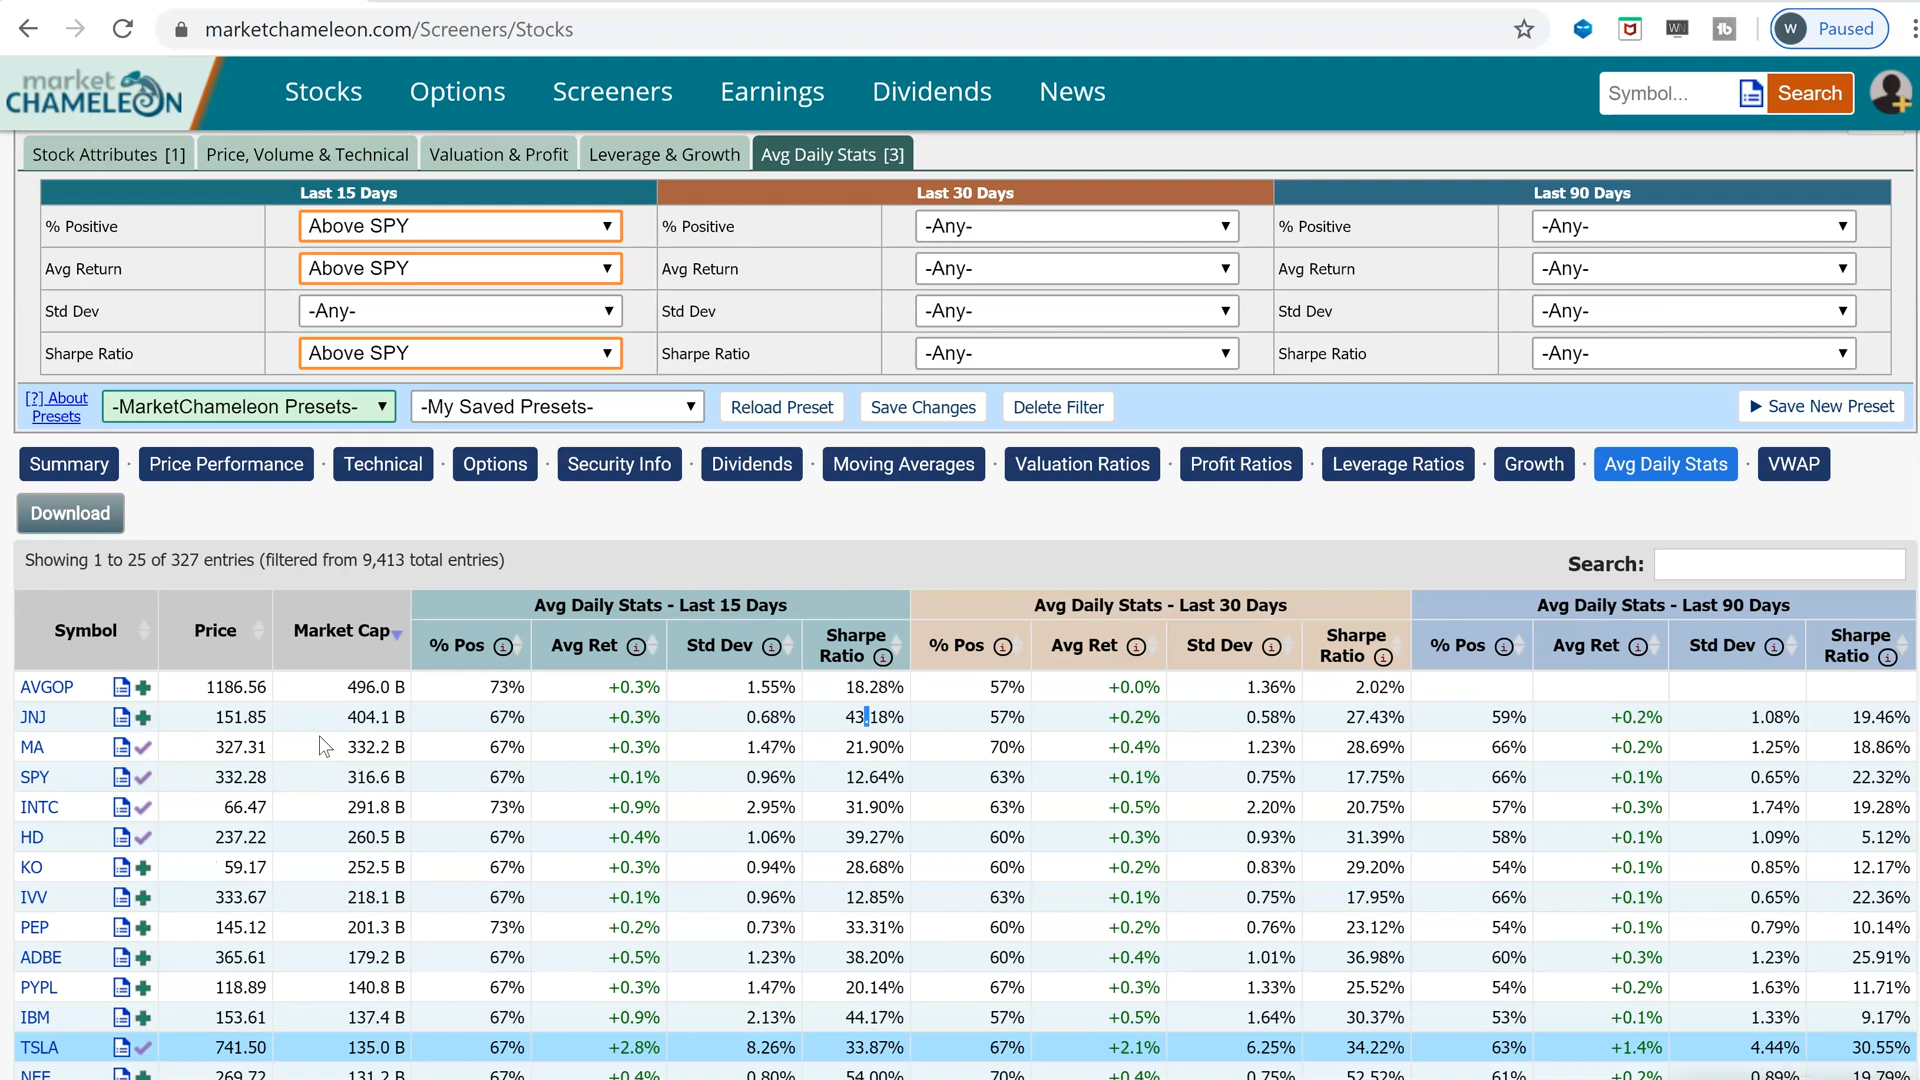 marketchameleon.com/Screeners/Stocks
W Paused
market CHAMELEON
Stocks Options Screeners Earnings Dividends News
Symbol... Search
Stock Attributes [1] Price, Volume & Technical Valuation & Profit Leverage & Growth Avg Daily Stats [3]
Last 15 Days Last 30 Days Last 90 Days
% Positive Above SPY % Positive -Any- % Positive -Any-
Avg Return Above SPY Avg Return -Any- Avg Return -Any-
Std Dev -Any- Std Dev -Any- Std Dev -Any-
Sharpe Ratio Above SPY Sharpe Ratio -Any- Sharpe Ratio -Any-
[?] About Presets -MarketChameleon Presets- -My Saved Presets- Reload Preset Save Changes Delete Filter Save New Preset
Summary Price Performance Technical Options Security Info Dividends Moving Averages Valuation Ratios Profit Ratios Leverage Ratios Growth Avg Daily Stats VWAP
Download
Showing 1 to 25 of 327 entries (filtered from 9,413 total entries) Search:
Avg Daily Stats - Last 15 Days Avg Daily Stats - Last 30 Days Avg Daily Stats - Last 90 Days
Symbol Price Market Cap % Pos Avg Ret Std Dev Sharpe Ratio % Pos Avg Ret Std Dev Sharpe Ratio % Pos Avg Ret Std Dev Sharpe Ratio
AVGOP 1186.56 496.0 B 73% +0.3% 1.55% 18.28% 57% +0.0% 1.36% 2.02%
JNJ 151.85 404.1 B 67% +0.3% 0.68% 43.18% 57% +0.2% 0.58% 27.43% 59% +0.2% 1.08% 19.46%
MA 327.31 332.2 B 67% +0.3% 1.47% 21.90% 70% +0.4% 1.23% 28.69% 66% +0.2% 1.25% 18.86%
SPY 332.28 316.6 B 67% +0.1% 0.96% 12.64% 63% +0.1% 0.75% 17.75% 66% +0.1% 0.65% 22.32%
INTC 66.47 291.8 B 73% +0.9% 2.95% 31.90% 63% +0.5% 2.20% 20.75% 57% +0.3% 1.74% 19.28%
HD 237.22 260.5 B 67% +0.4% 1.06% 39.27% 60% +0.3% 0.93% 31.39% 58% +0.1% 1.09% 5.12%
KO 59.17 252.5 B 67% +0.3% 0.94% 28.68% 60% +0.2% 0.83% 29.20% 54% +0.1% 0.85% 12.17%
IVV 333.67 218.1 B 67% +0.1% 0.96% 12.85% 63% +0.1% 0.75% 17.95% 66% +0.1% 0.65% 22.36%
PEP 145.12 201.3 B 73% +0.2% 0.73% 33.31% 60% +0.2% 0.76% 23.12% 54% +0.1% 0.79% 10.14%
ADBE 365.61 179.2 B 67% +0.5% 1.23% 38.20% 60% +0.4% 1.01% 36.98% 60% +0.3% 1.23% 25.91%
PYPL 118.89 140.8 B 67% +0.3% 1.47% 20.14% 67% +0.3% 1.33% 25.52% 54% +0.2% 1.63% 11.71%
IBM 153.61 137.4 B 67% +0.9% 2.13% 44.17% 57% +0.5% 1.64% 30.37% 53% +0.1% 1.33% 9.17%
TSLA 741.50 135.0 B 67% +2.8% 8.26% 33.87% 67% +2.1% 6.25% 34.22% 63% +1.4% 4.44% 30.55%
NEE 269.72 131.2 B 67% +0.4% 0.80% 54.00% 70% +0.4% 0.75% 52.52% 61% +0.2% 0.89% 19.79%